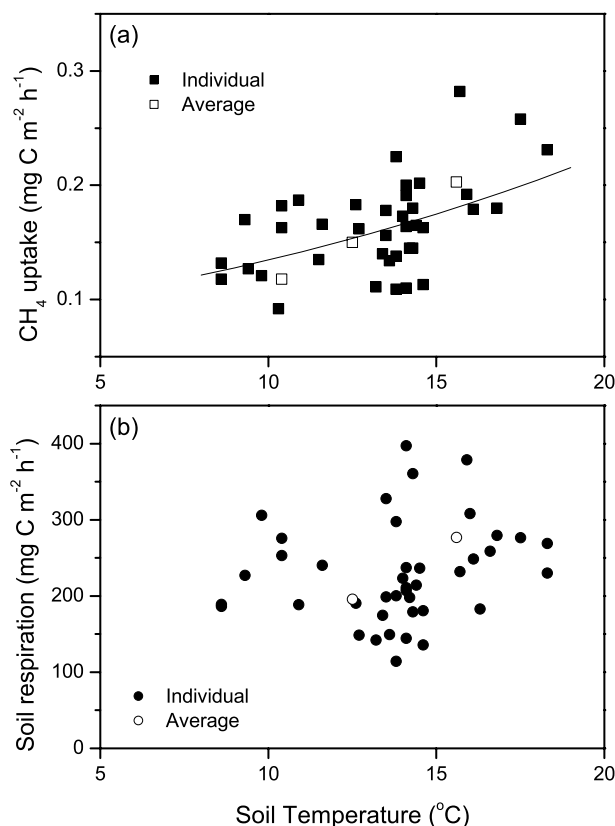 (a)
Individual
Average
CH₄ uptake (mg C m⁻² h⁻¹)
0.3
0.2
0.1
5
10
15
20
(b)
Soil respiration (mg C m⁻² h⁻¹)
400
300
200
100
0
Individual
Average
5
10
15
20
Soil Temperature (°C)